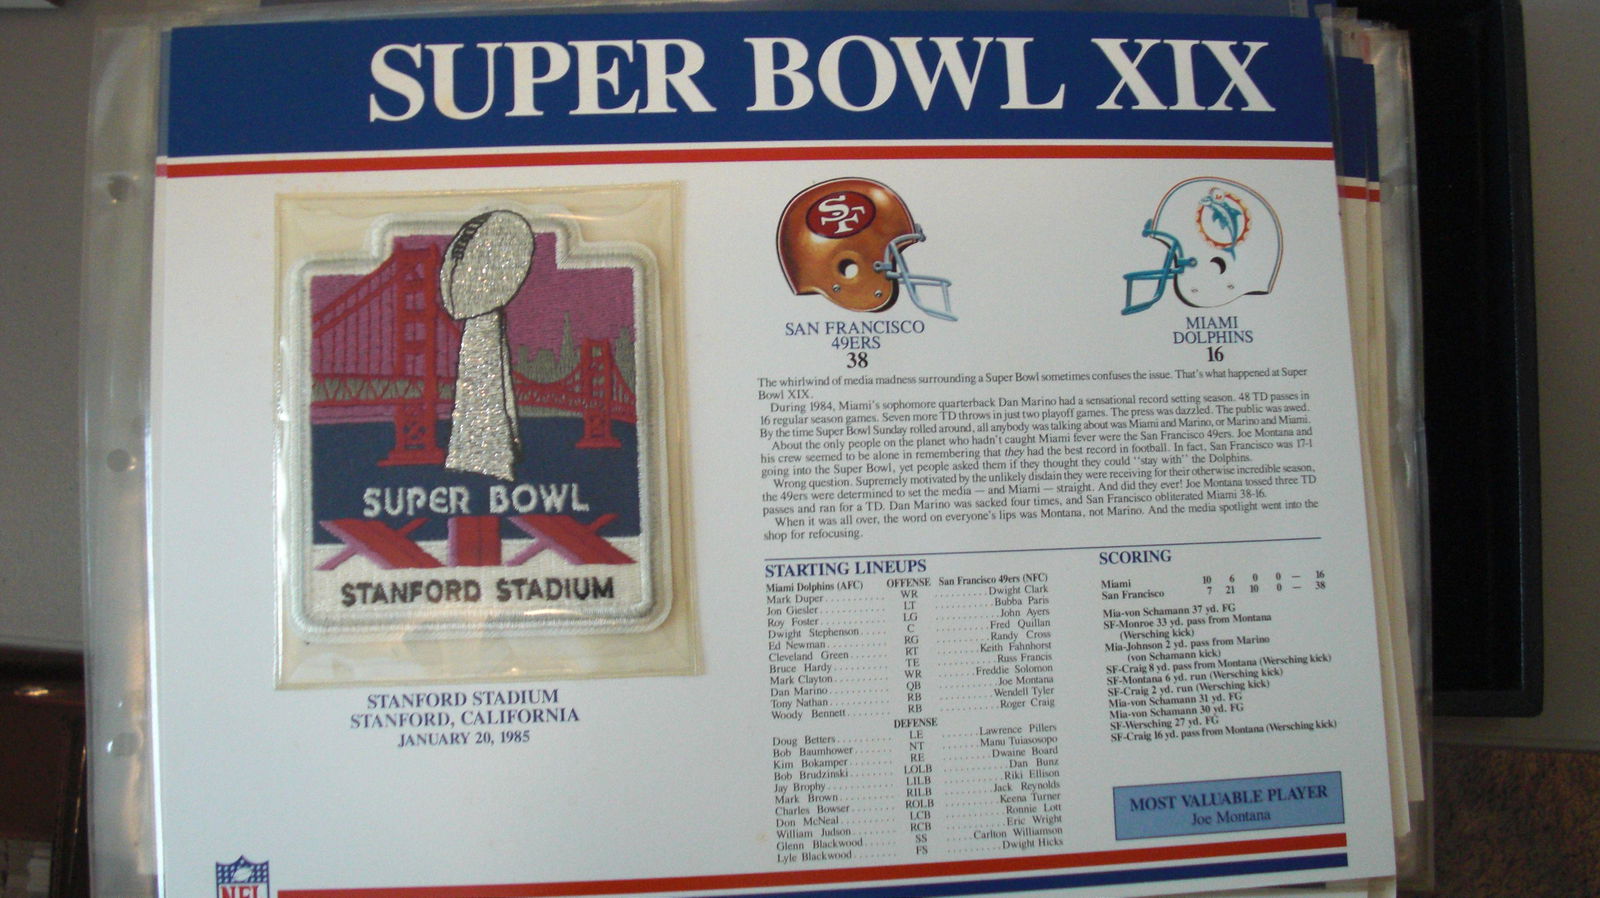 SUPER BOWL XIX
SUPER BOWL
XIX
STANFORD STADIUM
STANFORD STADIUM
STANFORD, CALIFORNIA
JANUARY 20, 1985
NFL
SF
SAN FRANCISCO
49ERS
38
MIAMI
DOLPHINS
16
The whirlwind of media madness surrounding a Super Bowl sometimes confuses the issue. That's what happened at Super
Bowl XIX.
During 1984, Miami's sophomore quarterback Dan Marino had a sensational record setting season. 48 TD passes in
16 regular season games. Seven more TD throws in just two playoff games. The press was dazzled. The public was awed.
By the time Super Bowl Sunday rolled around, all anybody was talking about was Miami and Marino, or Marino and Miami.
About the only people on the planet who hadn't caught Miami fever were the San Francisco 49ers. Joe Montana and
his crew seemed to be alone in remembering that they had the best record in football. In fact, San Francisco was 17-1
going into the Super Bowl, yet people asked them if they thought they could "stay with" the Dolphins.
Wrong question. Supremely motivated by the unlikely disdain they were receiving for their otherwise incredible season,
the 49ers were determined to set the media — and Miami — straight. And did they ever! Joe Montana tossed three TD
passes and ran for a TD. Dan Marino was sacked four times, and San Francisco obliterated Miami 38-16.
When it was all over, the word on everyone's lips was Montana, not Marino. And the media spotlight went into the
shop for refocusing.
STARTING LINEUPS
Miami Dolphins (AFC) OFFENSE San Francisco 49ers (NFC)
Mark Duper WR Dwight Clark
Jon Giesler LT Bubba Paris
Roy Foster LG John Ayers
Dwight Stephenson C Fred Quillan
Ed Newman RG Randy Cross
Cleveland Green RT Keith Fahnhorst
Bruce Hardy TE Russ Francis
Mark Clayton WR Freddie Solomon
Dan Marino QB Joe Montana
Tony Nathan RB Wendell Tyler
Woody Bennett RB Roger Craig
DEFENSE
Doug Betters LE Lawrence Pillers
Bob Baumhower NT Manu Tuiasosopo
Kim Bokamper RE Dwaine Board
Bob Brudzinski LOLB Dan Bunz
Jay Brophy LILB Riki Ellison
Mark Brown RILB Jack Reynolds
Charles Bowser ROLB Keena Turner
Don McNeal LCB Ronnie Lott
William Judson RCB Eric Wright
Glenn Blackwood SS Carlton Williamson
Lyle Blackwood FS Dwight Hicks
SCORING
Miami 10 6 0 0 — 16
San Francisco 7 21 10 0 — 38
Mia-von Schamann 37 yd. FG
SF-Monroe 33 yd. pass from Montana
(Wersching kick)
Mia-Johnson 2 yd. pass from Marino
(von Schamann kick)
SF-Craig 8 yd. pass from Montana (Wersching kick)
SF-Montana 6 yd. run (Wersching kick)
SF-Craig 2 yd. run (Wersching kick)
Mia-von Schamann 31 yd. FG
Mia-von Schamann 30 yd. FG
SF-Wersching 27 yd. FG
SF-Craig 16 yd. pass from Montana (Wersching kick)
MOST VALUABLE PLAYER
Joe Montana